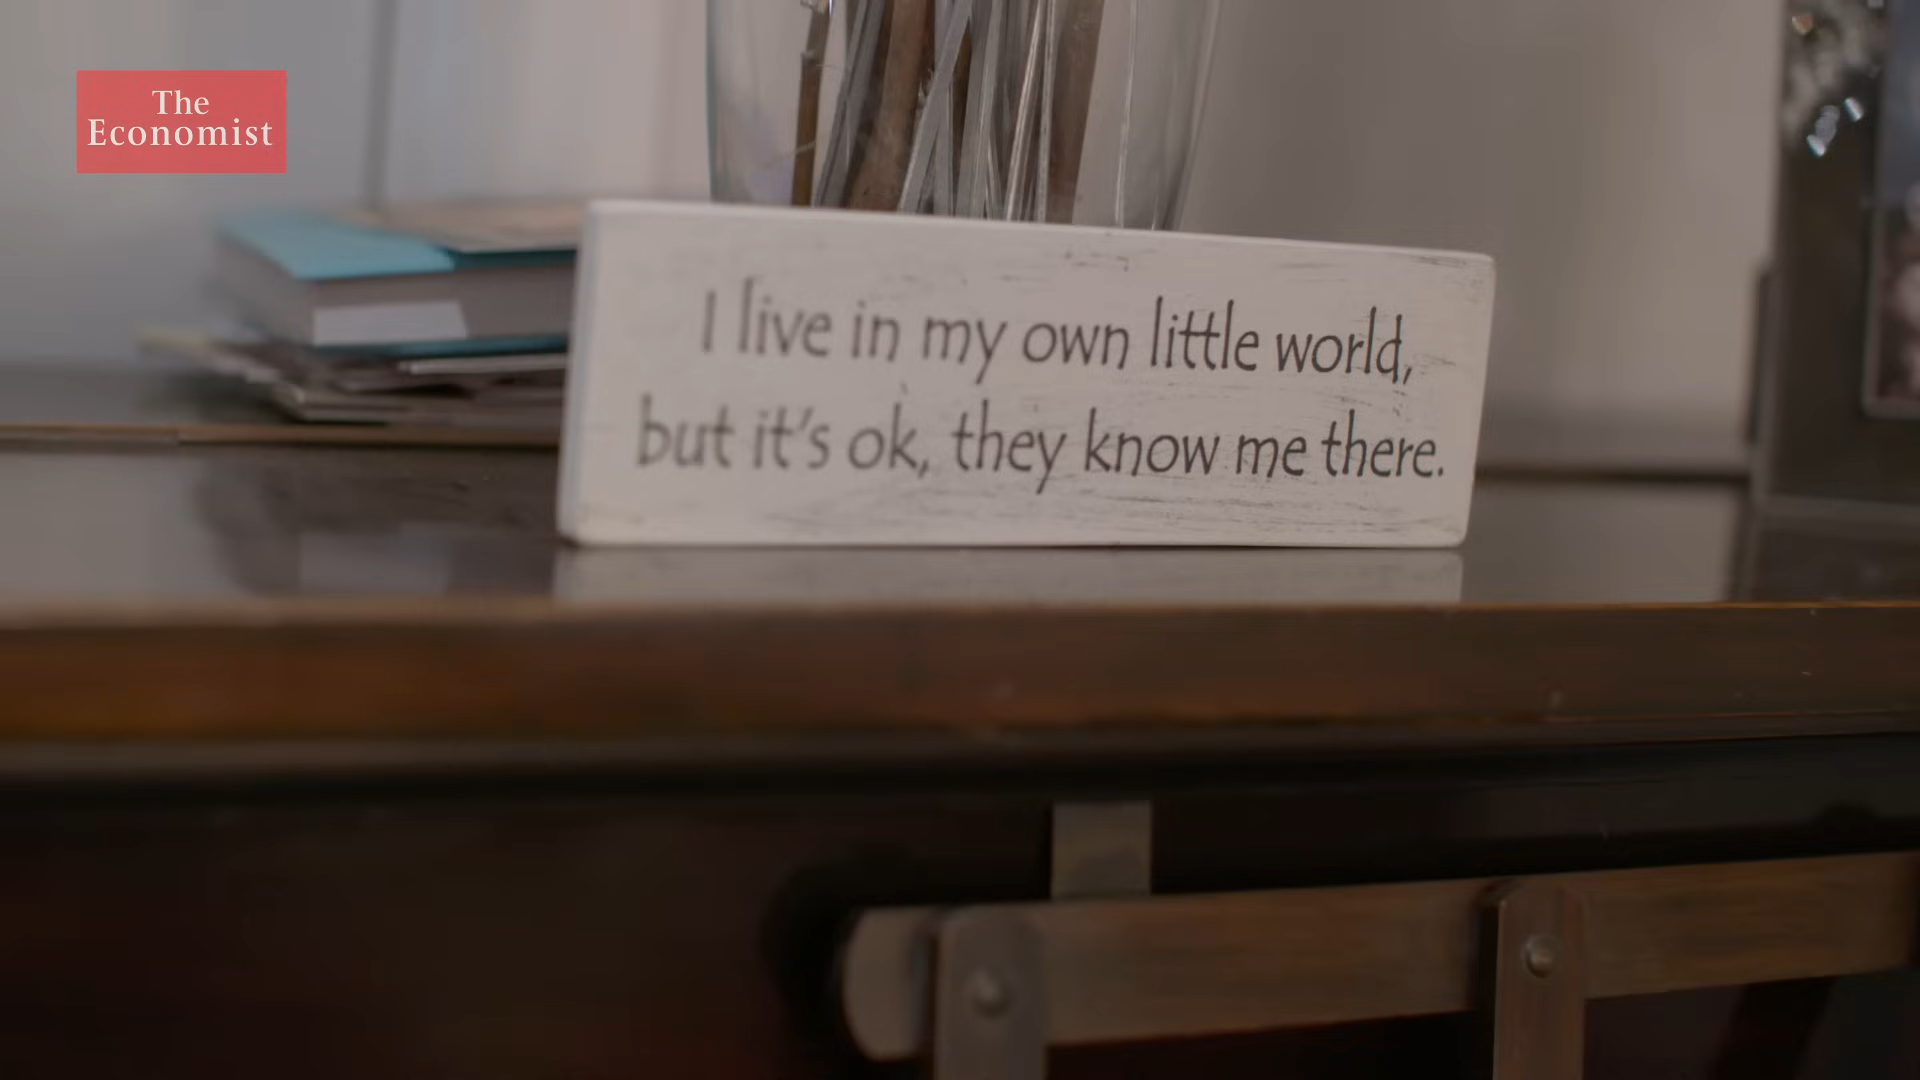 The
Economist
I live in my own little world,
but it's ok, they know me there.